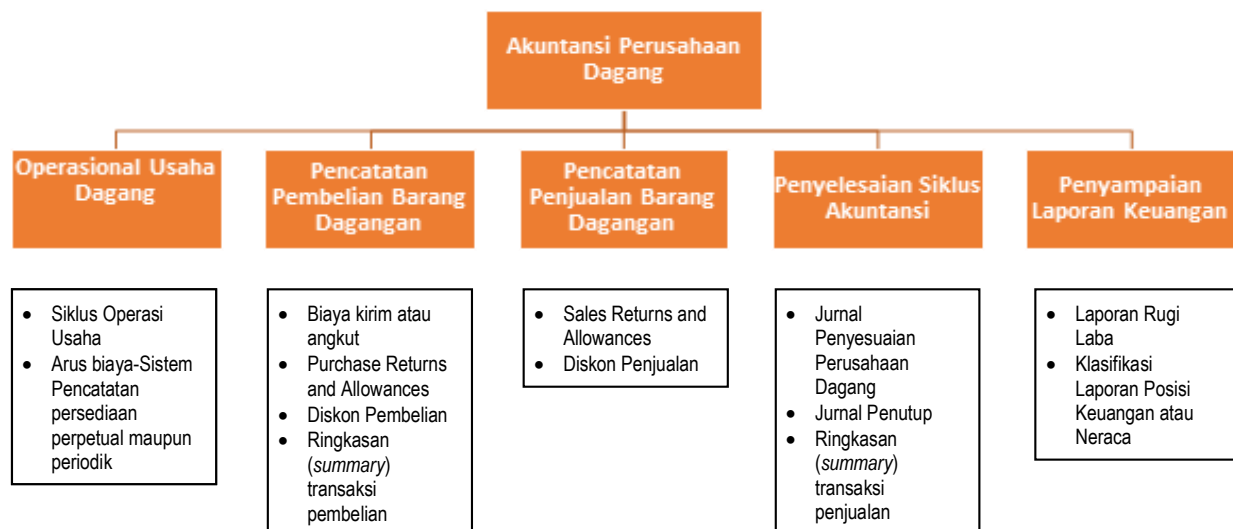 Akuntansi Perusahaan
Dagang
Operasional Usaha
Dagang
Pencatatan
Pembelian Barang
Dagangan
Pencatatan
Penjualan Barang
Dagangan
Penyelesaian Siklus
Akuntansi
Penyampaian
Laporan Keuangan
• Siklus Operasi
Usaha
• Arus biaya-Sistem
Pencatatan
persediaan
perpetual maupun
periodik
• Biaya kirim atau
angkut
• Purchase Returns
and Allowances
• Diskon Pembelian
• Ringkasan
(summary)
transaksi
pembelian
• Sales Returns and
Allowances
• Diskon Penjualan
• Jurnal
Penyesuaian
Perusahaan
Dagang
• Jurnal Penutup
• Ringkasan
(summary)
transaksi
penjualan
• Laporan Rugi
Laba
• Klasifikasi
Laporan Posisi
Keuangan atau
Neraca